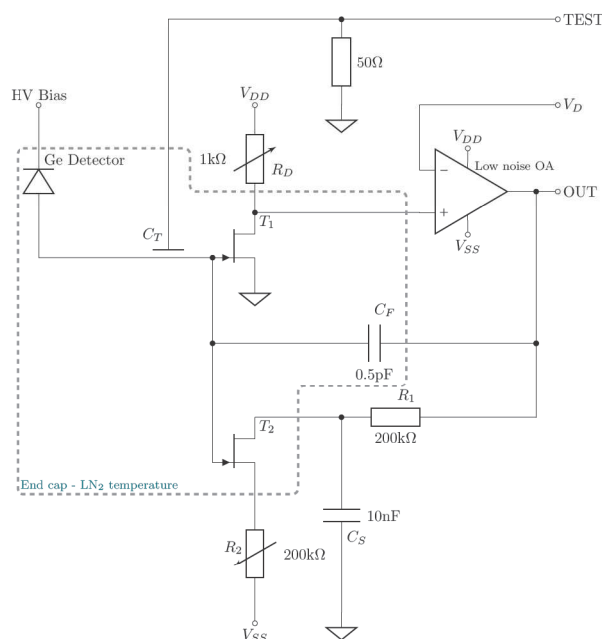 TEST
50Ω
HV Bias
V_DD
V_D
Ge Detector
1kΩ
R_D
V_DD
Low noise OA
−
+
OUT
C_T
T_1
V_SS
C_F
0.5pF
R_1
T_2
200kΩ
End cap - LN_2 temperature
10nF
C_S
R_2
200kΩ
V_SS